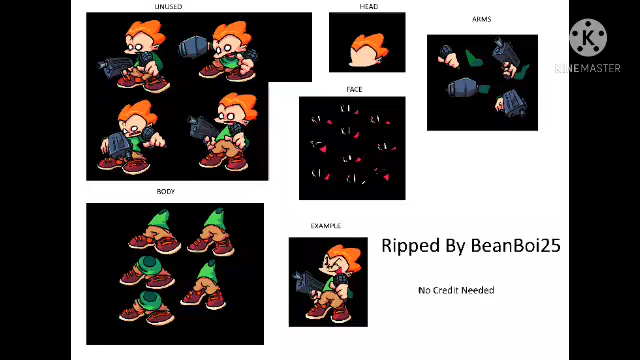 UNUSED
HEAD
ARMS
KINEMASTER
FACE
BODY
EXAMPLE
Ripped By BeanBoi25
No Credit Needed